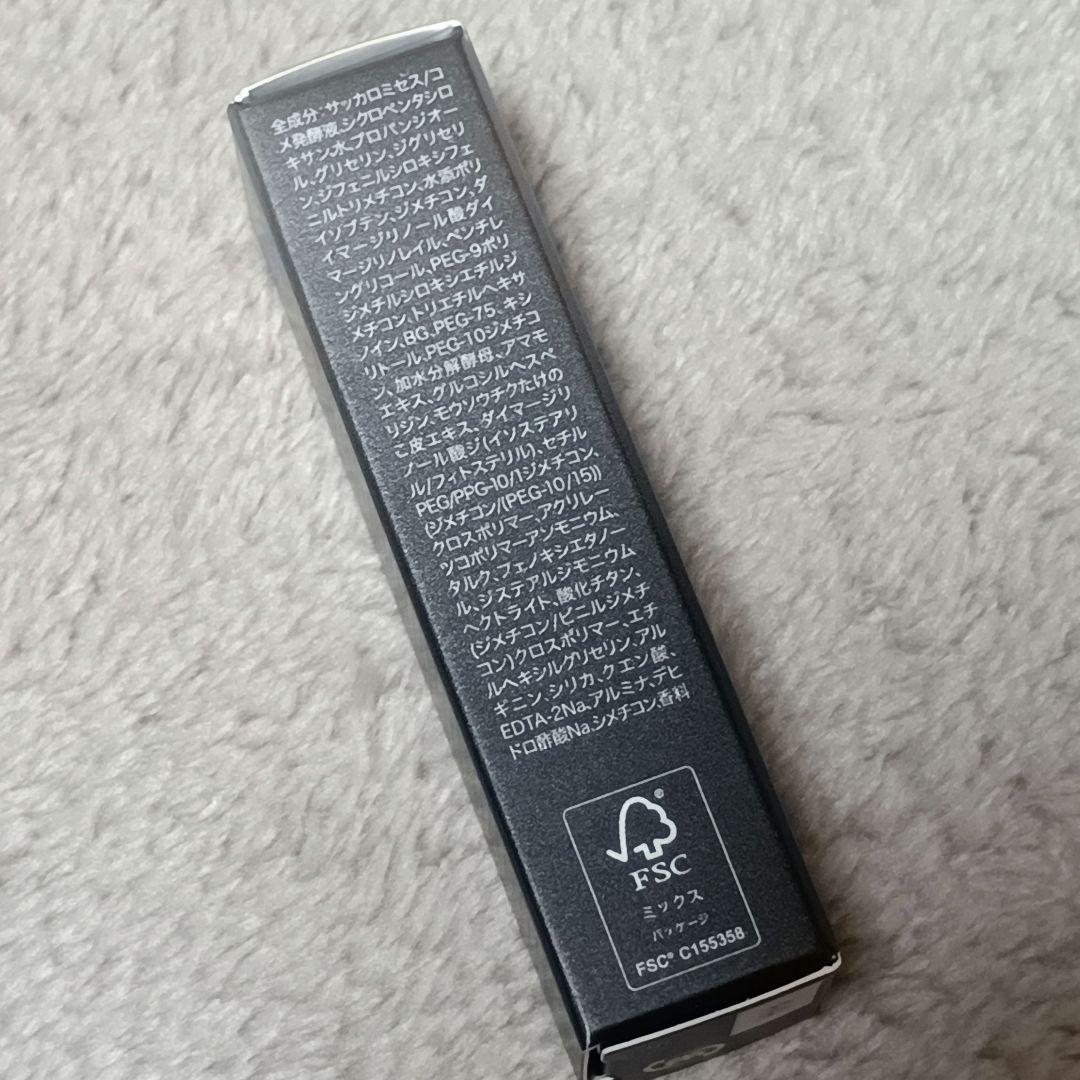 全成分:サッカロミセス/コ
メ発酵液、シクロペンタシロ
キサン、水、プロパンジオー
ル、グリセリン、ジグリセリ
ン、ジフェニルシロキシフェ
ニルトリメチコン、水添ポリ
イソブテン、ジメチコン、ダ
イマージリノール酸ダイ
マージリノレイル、ペンチレ
ングリコール、PEG-9ポリ
ジメチルシロキシエチルジ
メチコン、トリエチルヘキサ
ノイン、BG、PEG-75、キシ
リトール、PEG-10ジメチコ
ン、加水分解酵母、アマモ
エキス、グルコシルヘスペ
リジン、モウソウチクたけの
こ皮エキス、ダイマージリ
ノール酸ジ(イソステアリ
ル/フィトステリル)、セチル
PEG/PPG-10/1ジメチコン、
(ジメチコン/(PEG-10/15))
クロスポリマー、アクリレー
ツコポリマーアンモニウム、
タルク、フェノキシエタノー
ル、ジステアルジモニウム
ヘクトライト、酸化チタン、
(ジメチコン/ビニルジメチ
コン)クロスポリマー、エチ
ルヘキシルグリセリン、アル
ギニン、シリカ、クエン酸、
EDTA-2Na、アルミナ、デヒ
ドロ酢酸Na、シメチコン、香料
FSC
ミックス
パッケージ
FSC® C155358